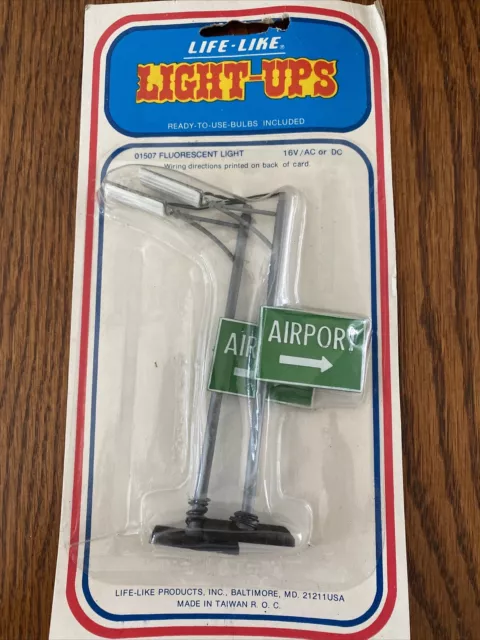 LIFE-LIKE®
LIGHT-UPS
READY-TO-USE-BULBS INCLUDED
01507 FLUORESCENT LIGHT 16V/AC or DC
Wiring directions printed on back of card.
AIRPORT
AIR
LIFE-LIKE PRODUCTS, INC., BALTIMORE, MD. 21211USA
MADE IN TAIWAN R.O.C.